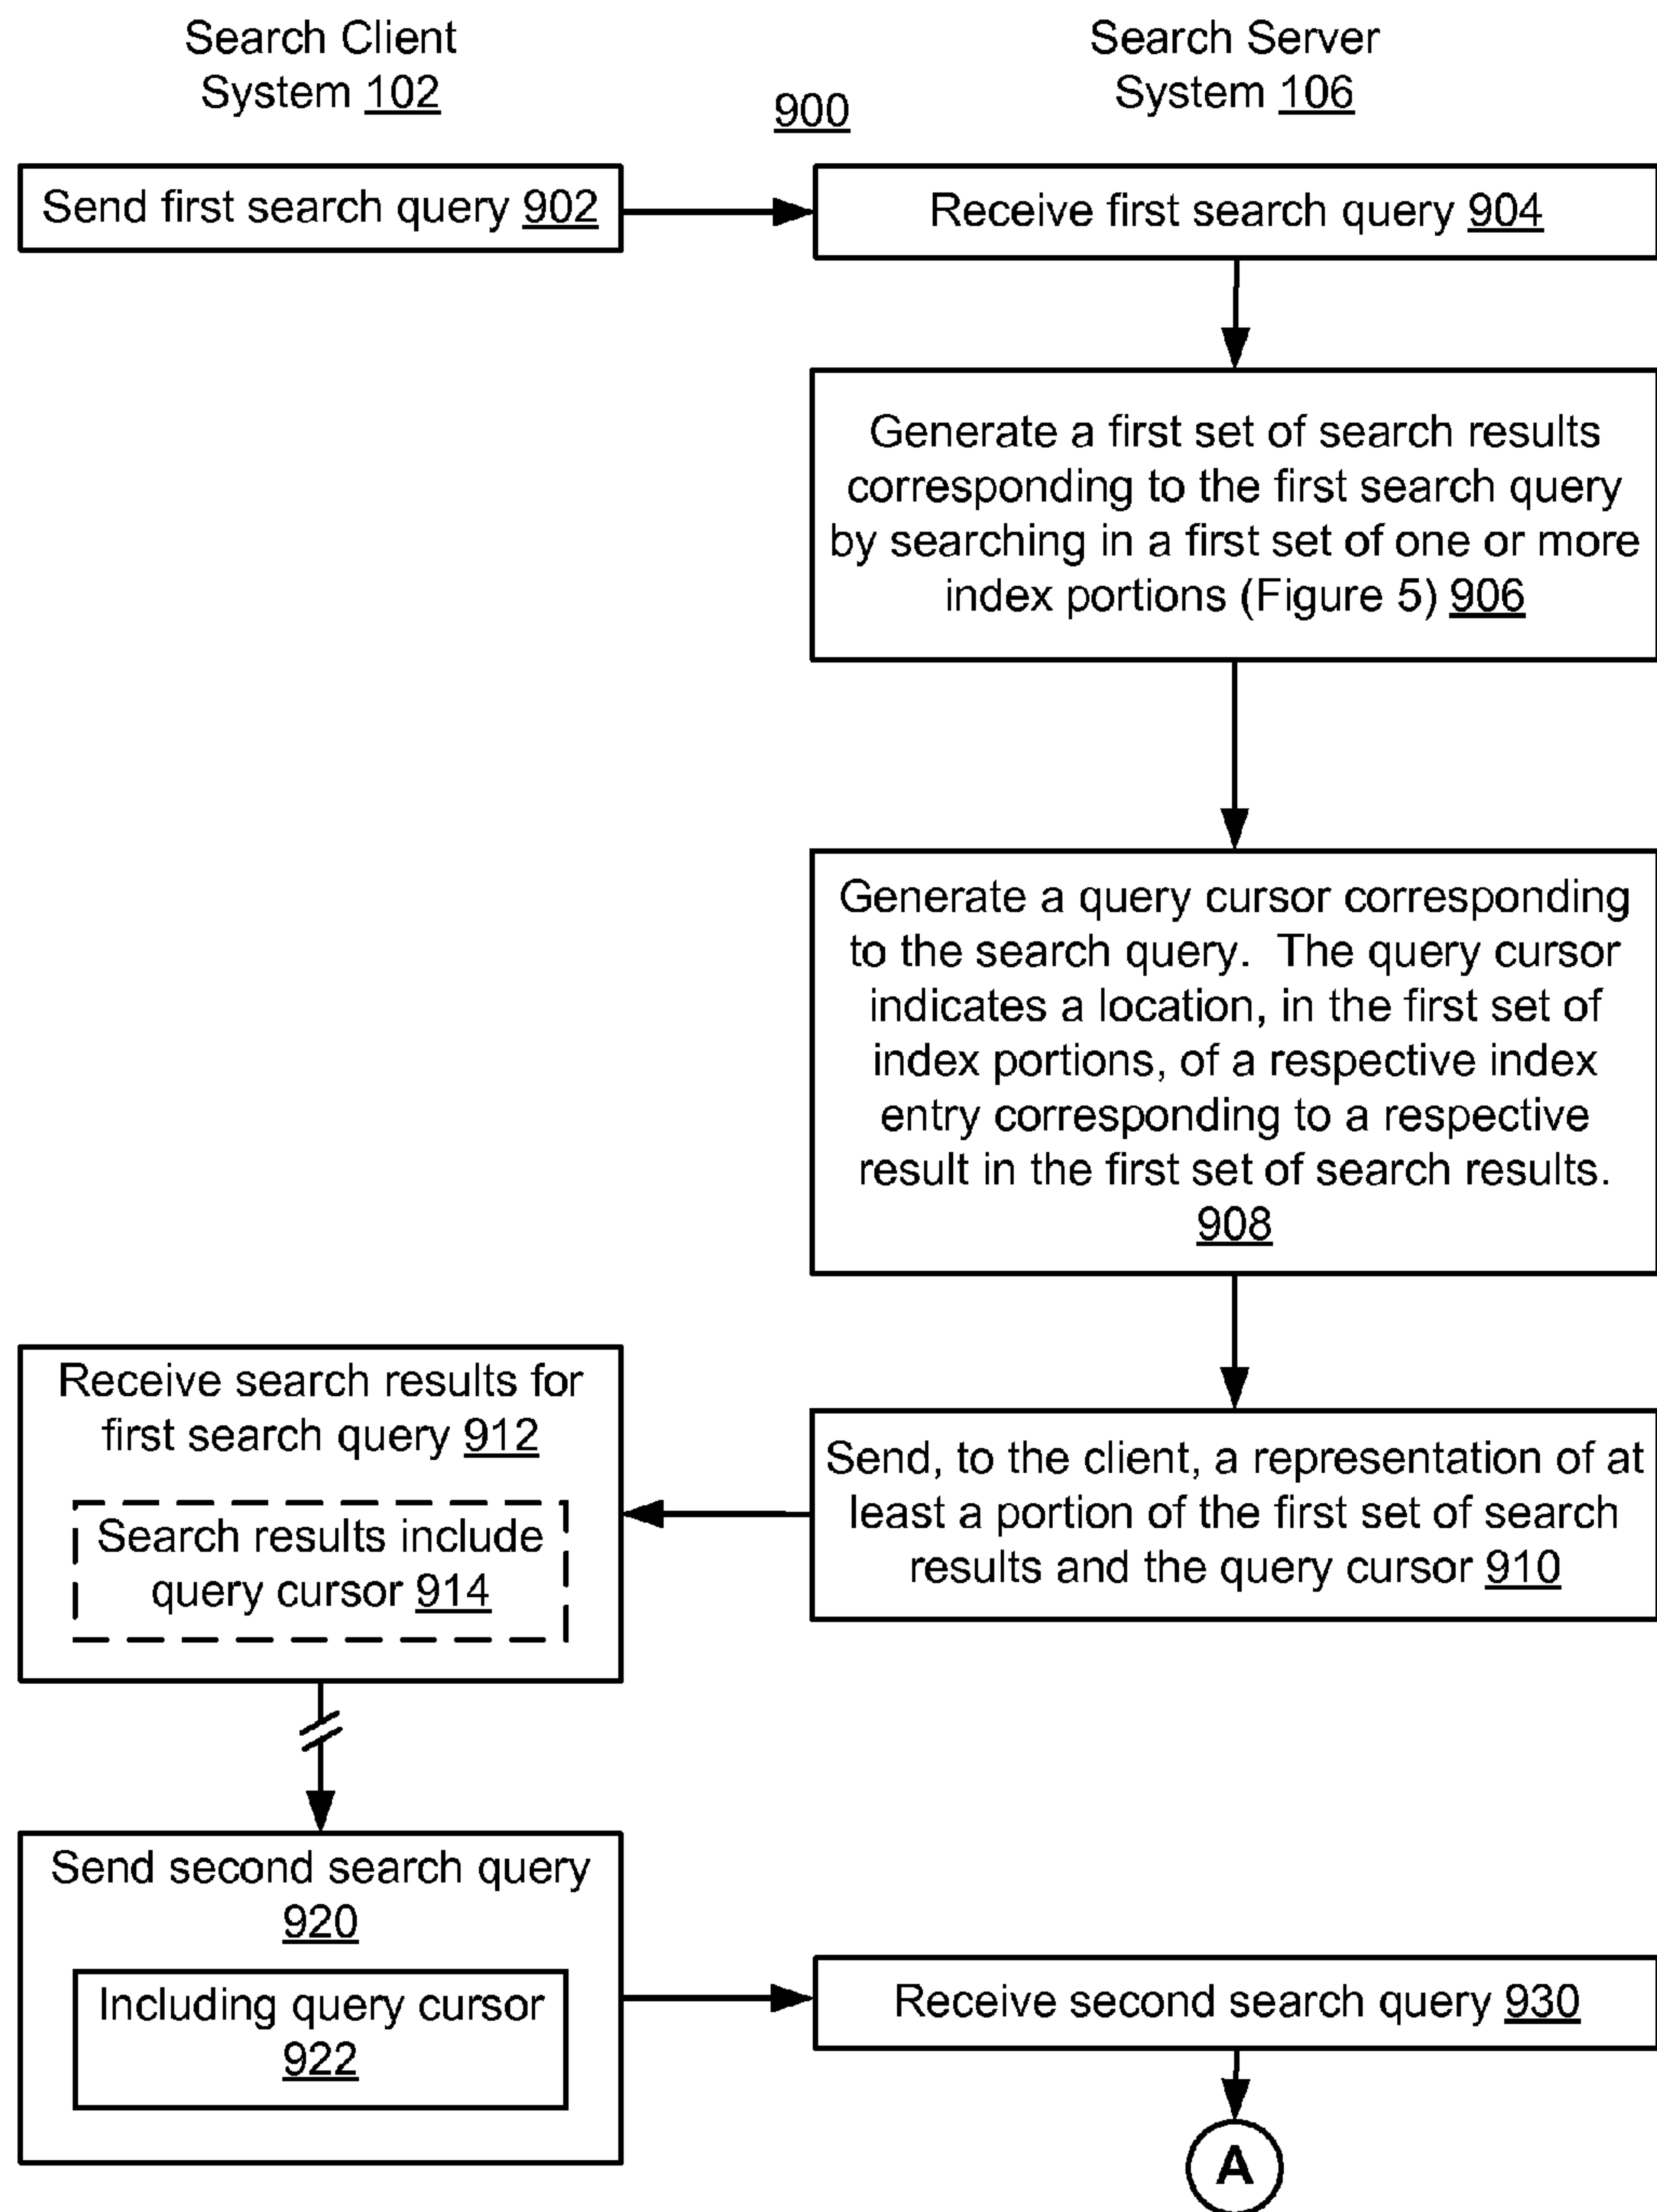 Search Client
System 102
Search Server
System 106
900
Send first search query 902
Receive first search query 904
Generate a first set of search results
corresponding to the first search query
by searching in a first set of one or more
index portions (Figure 5) 906
Generate a query cursor corresponding
to the search query.  The query cursor
indicates a location, in the first set of
index portions, of a respective index
entry corresponding to a respective
result in the first set of search results.
908
Send, to the client, a representation of at
least a portion of the first set of search
results and the query cursor 910
Receive search results for
first search query 912
Search results include
query cursor 914
Send second search query
920
Including query cursor
922
Receive second search query 930
A